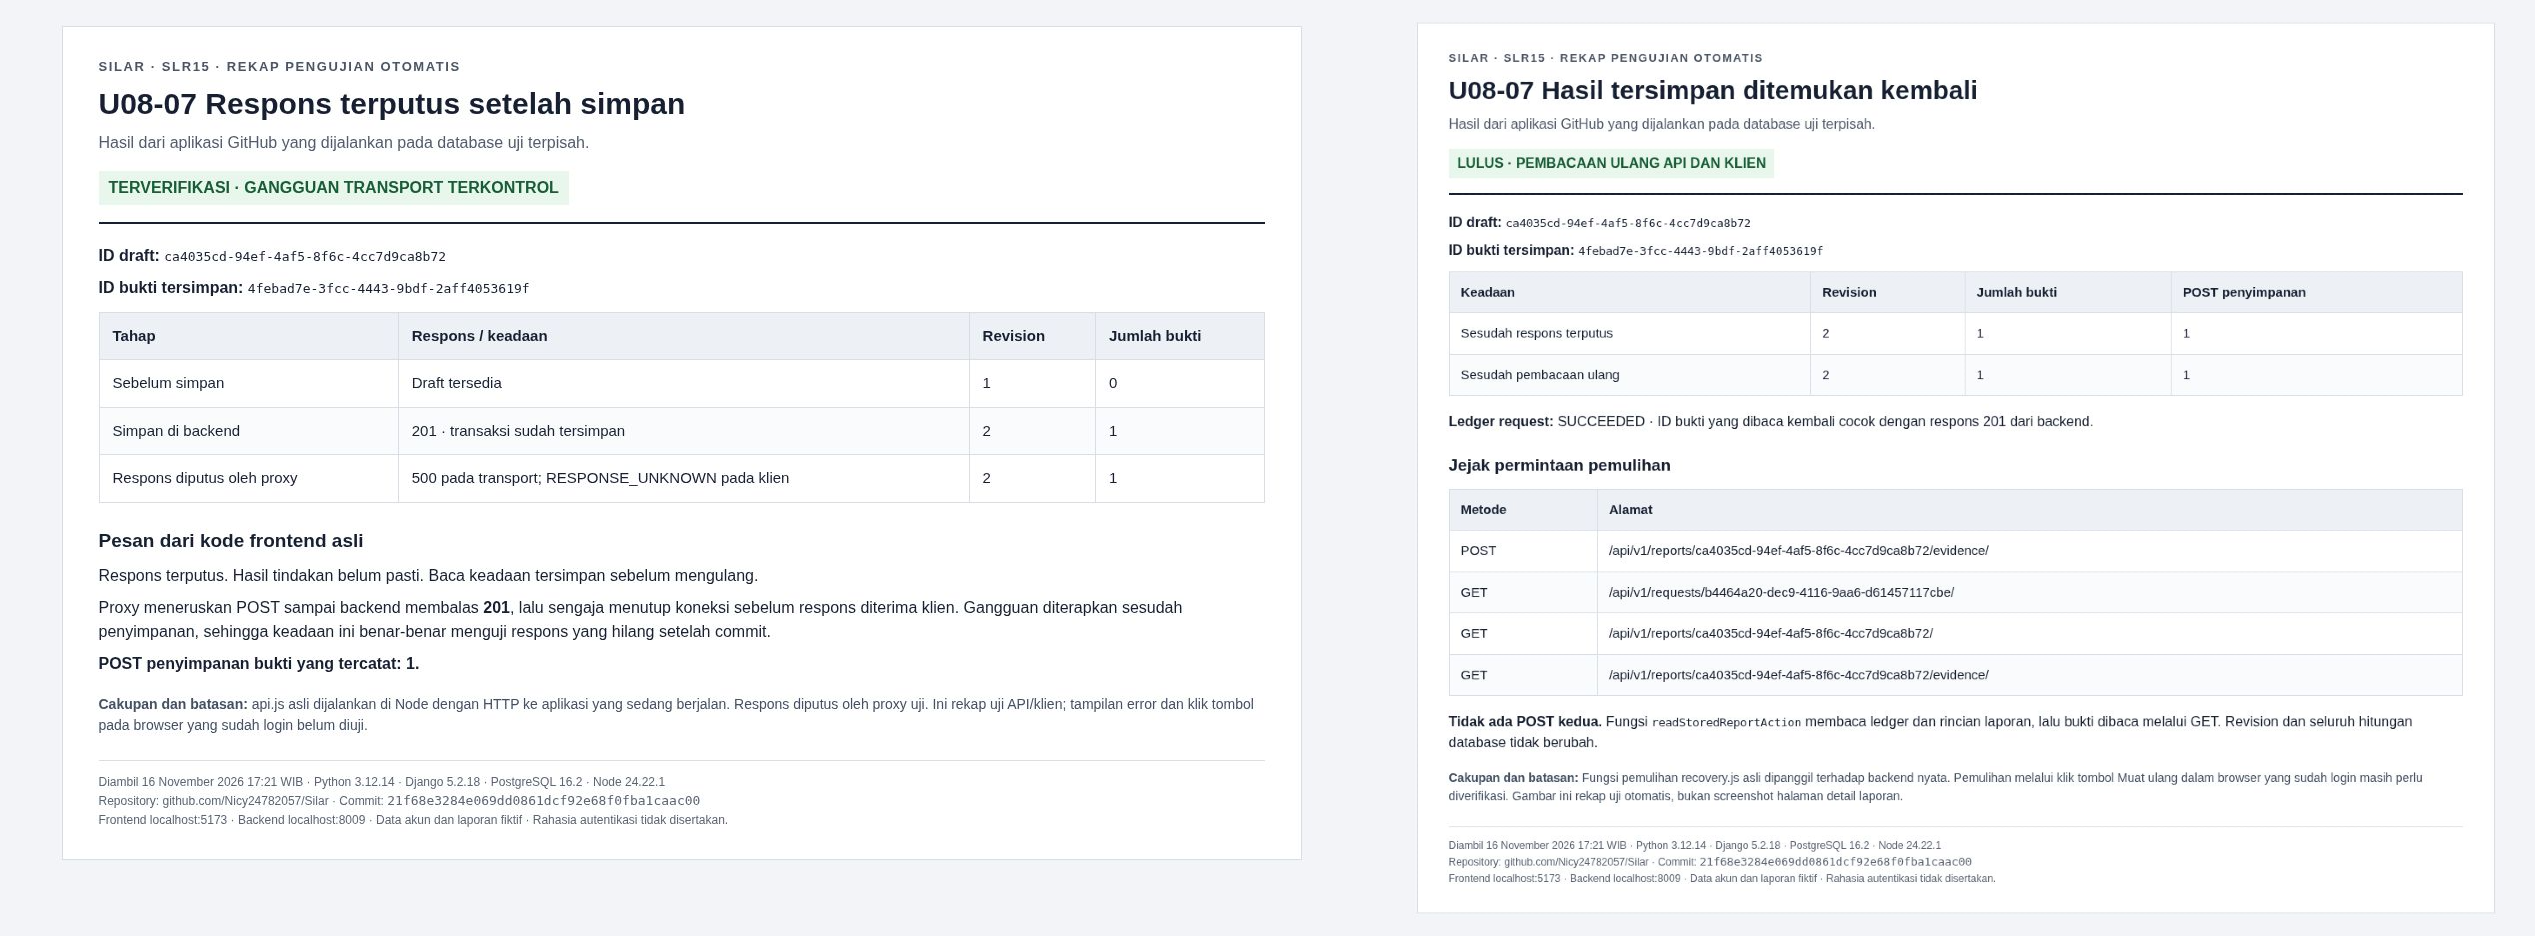 SILAR · SLR15 · REKAP PENGUJIAN OTOMATIS
U08-07 Respons terputus setelah simpan
Hasil dari aplikasi GitHub yang dijalankan pada database uji terpisah.
TERVERIFIKASI · GANGGUAN TRANSPORT TERKONTROL
ID draft: ca4035cd-94ef-4af5-8f6c-4cc7d9ca8b72
ID bukti tersimpan: 4febad7e-3fcc-4443-9bdf-2aff4053619f
Tahap Respons / keadaan Revision Jumlah bukti
Sebelum simpan Draft tersedia 1 0
Simpan di backend 201 · transaksi sudah tersimpan 2 1
Respons diputus oleh proxy 500 pada transport; RESPONSE_UNKNOWN pada klien 2 1
Pesan dari kode frontend asli
Respons terputus. Hasil tindakan belum pasti. Baca keadaan tersimpan sebelum mengulang.
Proxy meneruskan POST sampai backend membalas 201, lalu sengaja menutup koneksi sebelum respons diterima klien. Gangguan diterapkan sesudah
penyimpanan, sehingga keadaan ini benar-benar menguji respons yang hilang setelah commit.
POST penyimpanan bukti yang tercatat: 1.
Cakupan dan batasan: api.js asli dijalankan di Node dengan HTTP ke aplikasi yang sedang berjalan. Respons diputus oleh proxy uji. Ini rekap uji API/klien; tampilan error dan klik tombol
pada browser yang sudah login belum diuji.
Diambil 16 November 2026 17:21 WIB · Python 3.12.14 · Django 5.2.18 · PostgreSQL 16.2 · Node 24.22.1
Repository: github.com/Nicy24782057/Silar · Commit: 21f68e3284e069dd0861dcf92e68f0fba1caac00
Frontend localhost:5173 · Backend localhost:8009 · Data akun dan laporan fiktif · Rahasia autentikasi tidak disertakan.
SILAR · SLR15 · REKAP PENGUJIAN OTOMATIS
U08-07 Hasil tersimpan ditemukan kembali
Hasil dari aplikasi GitHub yang dijalankan pada database uji terpisah.
LULUS · PEMBACAAN ULANG API DAN KLIEN
ID draft: ca4035cd-94ef-4af5-8f6c-4cc7d9ca8b72
ID bukti tersimpan: 4febad7e-3fcc-4443-9bdf-2aff4053619f
Keadaan Revision Jumlah bukti POST penyimpanan
Sesudah respons terputus 2 1 1
Sesudah pembacaan ulang 2 1 1
Ledger request: SUCCEEDED · ID bukti yang dibaca kembali cocok dengan respons 201 dari backend.
Jejak permintaan pemulihan
Metode Alamat
POST /api/v1/reports/ca4035cd-94ef-4af5-8f6c-4cc7d9ca8b72/evidence/
GET /api/v1/requests/b4464a20-dec9-4116-9aa6-d61457117cbe/
GET /api/v1/reports/ca4035cd-94ef-4af5-8f6c-4cc7d9ca8b72/
GET /api/v1/reports/ca4035cd-94ef-4af5-8f6c-4cc7d9ca8b72/evidence/
Tidak ada POST kedua. Fungsi readStoredReportAction membaca ledger dan rincian laporan, lalu bukti dibaca melalui GET. Revision dan seluruh hitungan
database tidak berubah.
Cakupan dan batasan: Fungsi pemulihan recovery.js asli dipanggil terhadap backend nyata. Pemulihan melalui klik tombol Muat ulang dalam browser yang sudah login masih perlu
diverifikasi. Gambar ini rekap uji otomatis, bukan screenshot halaman detail laporan.
Diambil 16 November 2026 17:21 WIB · Python 3.12.14 · Django 5.2.18 · PostgreSQL 16.2 · Node 24.22.1
Repository: github.com/Nicy24782057/Silar · Commit: 21f68e3284e069dd0861dcf92e68f0fba1caac00
Frontend localhost:5173 · Backend localhost:8009 · Data akun dan laporan fiktif · Rahasia autentikasi tidak disertakan.